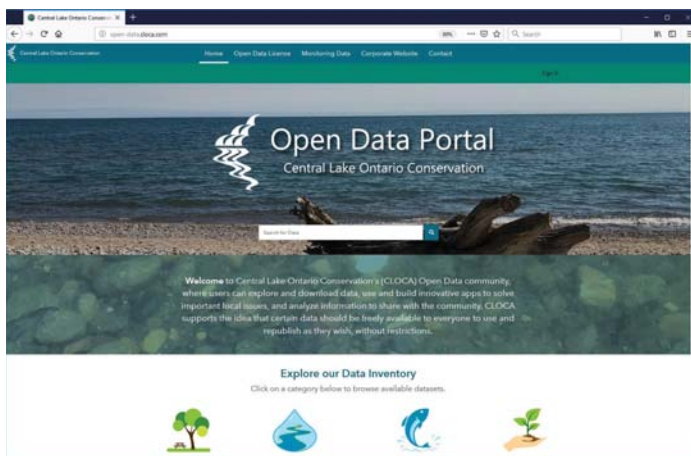 Central Lake Ontario Conser
open-data.cloca.com
80%
Search
Central Lake Ontario Conservation
Home Open Data License Monitoring Data Corporate Website Contact
Sign In
Open Data Portal
Central Lake Ontario Conservation
Search for Data
Welcome to Central Lake Ontario Conservation's (CLOCA) Open Data community,
where users can explore and download data, use and build innovative apps to solve
important local issues, and analyze information to share with the community. CLOCA
supports the idea that certain data should be freely available to everyone to use and
republish as they wish, without restrictions.
Explore our Data Inventory
Click on a category below to browse available datasets.